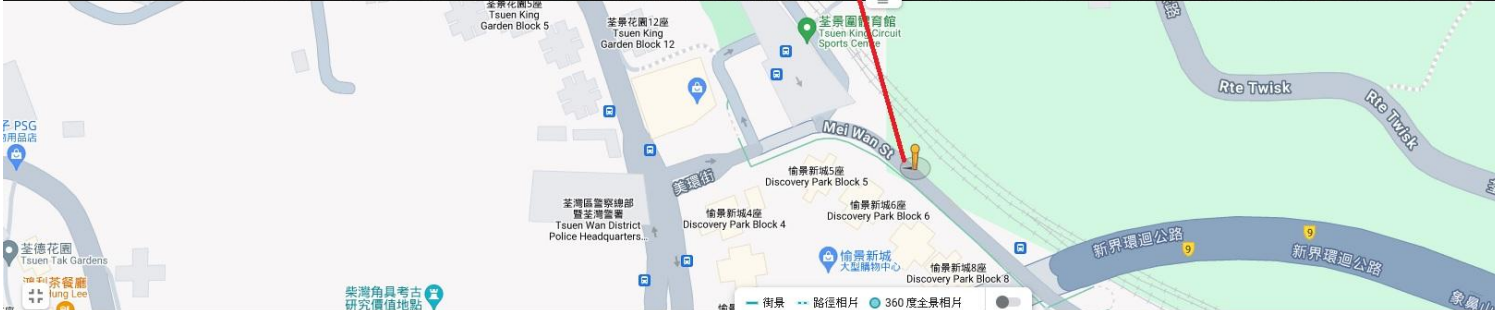 荃景花園5座
Tsuen King
Garden Block 5
荃景花園12座
Tsuen King
Garden Block 12
荃景圍體育館
Tsuen King Circuit
Sports Centre
Rte Twisk
Rte Twisk
子 PSG
Mei Wan St
美環街
愉景新城5座
Discovery Park Block 5
荃灣區警察總部
暨荃灣警署
Tsuen Wan District
Police Headquarters...
愉景新城4座
Discovery Park Block 4
愉景新城6座
Discovery Park Block 6
新界環迴公路
9
9
新界環迴公路
荃德花園
Tsuen Tak Gardens
愉景新城
大型購物中心
愉景新城8座
Discovery Park Block 8
鴻利茶餐廳
Hung Lee
柴灣角具考古
研究價值地點
街景
路徑相片
360 度全景相片
象鼻山